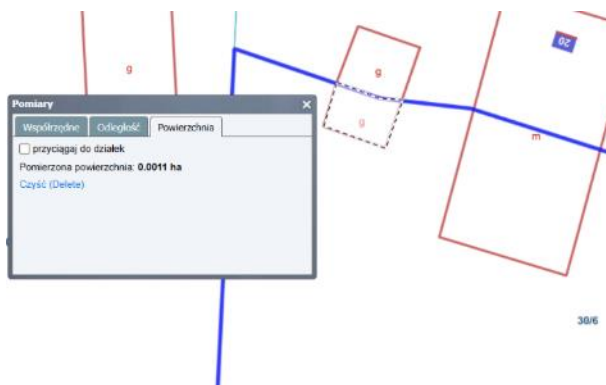 g
20
g
g
m
Pomiary
Współrzędne Odległość Powierzchnia
przyciągaj do działek
Pomierzona powierzchnia: 0.0011 ha
Czyść (Delete)
30/6